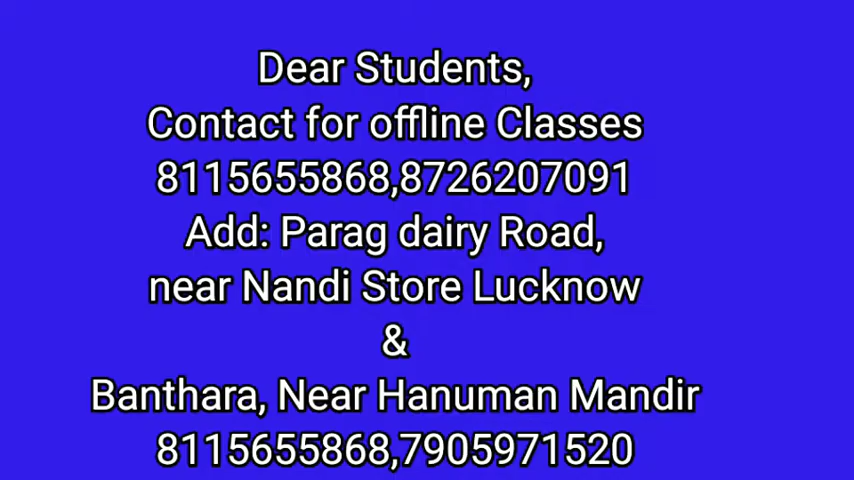 Dear Students,
Contact for offline Classes
8115655868,8726207091
Add: Parag dairy Road,
near Nandi Store Lucknow
&
Banthara, Near Hanuman Mandir
8115655868,7905971520